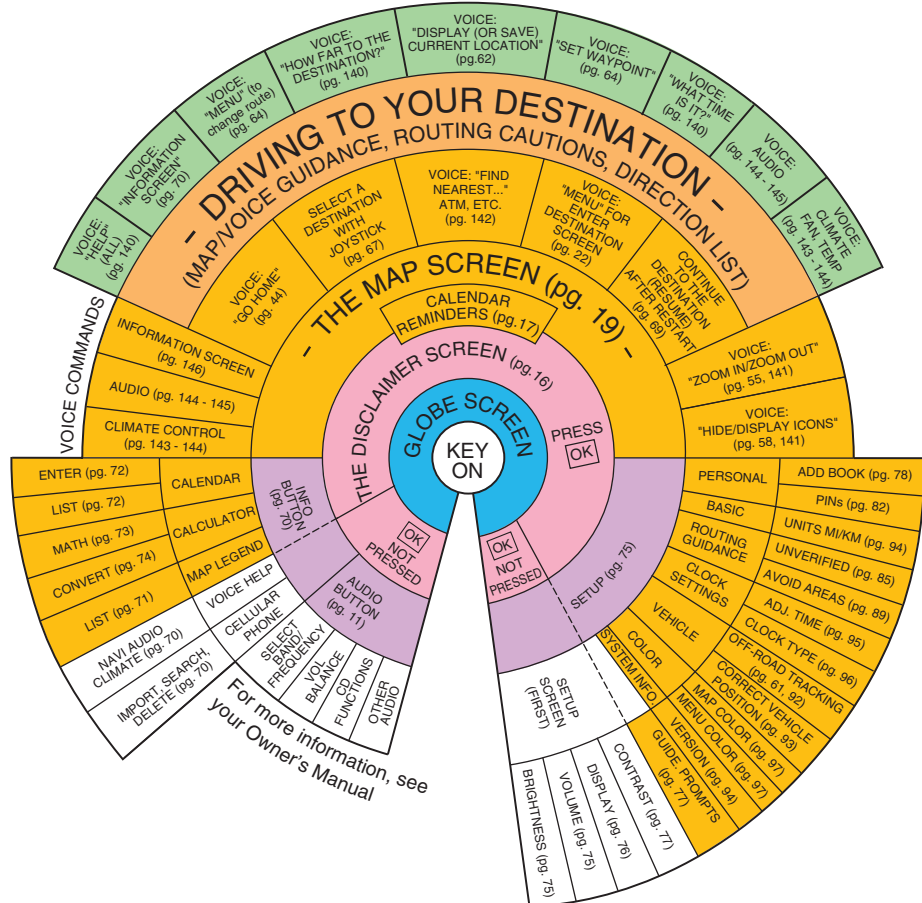 VOICE:
"HELP"
(ALL)
(pg. 140)
VOICE:
"INFORMATION
SCREEN"
(pg. 70)
VOICE:
"MENU" (to
change route)
(pg. 64)
VOICE:
"HOW FAR TO THE
DESTINATION?"
(pg. 140)
VOICE:
"DISPLAY (OR SAVE)
CURRENT LOCATION"
(pg.62)
VOICE:
"SET WAYPOINT"
(pg. 64)
VOICE:
"WHAT TIME
IS IT?"
(pg. 140)
VOICE:
AUDIO
(pg. 144 - 145)
VOICE:
CLIMATE
FAN, TEMP
(pg. 143 - 144)
- DRIVING TO YOUR DESTINATION -
(MAP/VOICE GUIDANCE, ROUTING CAUTIONS, DIRECTION LIST)
VOICE:
"GO HOME"
(pg. 44)
SELECT A
DESTINATION
WITH
JOYSTICK
(pg. 67)
VOICE: "FIND
NEAREST..."
ATM, ETC.
(pg. 142)
VOICE:
"MENU" FOR
ENTER
DESTINATION
SCREEN
(pg. 22)
CONTINUE
TO THE
DESTINATION
(RESUME)
AFTER RESTART
(pg. 69)
VOICE COMMANDS
INFORMATION SCREEN
(pg. 146)
AUDIO (pg. 144 - 145)
CLIMATE CONTROL
(pg. 143 - 144)
- THE MAP SCREEN (pg. 19) -
CALENDAR
REMINDERS (pg.17)
VOICE:
"ZOOM IN/ZOOM OUT"
(pg. 55, 141)
VOICE:
"HIDE/DISPLAY ICONS"
(pg. 58, 141)
THE DISCLAIMER SCREEN (pg.16)
PRESS
OK
GLOBE SCREEN
KEY
ON
OK
NOT
PRESSED
OK
NOT
PRESSED
INFO
BUTTON
(pg. 70)
AUDIO
BUTTON
(pg. 11)
CALENDAR
CALCULATOR
MAP LEGEND
VOICE HELP
CELLULAR
PHONE
SELECT
BAND/
FREQUENCY
VOL
BALANCE
CD
FUNCTIONS
OTHER
AUDIO
ENTER (pg. 72)
LIST (pg. 72)
MATH (pg. 73)
CONVERT (pg. 74)
LIST (pg. 71)
NAVI AUDIO
CLIMATE (pg. 70)
IMPORT, SEARCH,
DELETE (pg. 70)
For more information, see
your Owner's Manual
SETUP (pg. 75)
PERSONAL
BASIC
ROUTING
GUIDANCE
CLOCK
SETTINGS
VEHICLE
COLOR
SYSTEM INFO.
SETUP
SCREEN
(FIRST)
ADD BOOK (pg. 78)
PINs (pg. 82)
UNITS MI/KM (pg. 94)
UNVERIFIED (pg. 85)
AVOID AREAS (pg. 89)
ADJ. TIME (pg. 95)
CLOCK TYPE (pg. 96)
OFF-ROAD TRACKING
(pg. 61, 92)
CORRECT VEHICLE
POSITION (pg. 93)
MAP COLOR (pg. 97)
MENU COLOR (pg. 97)
VERSION (pg. 94)
GUIDE. PROMPTS
(pg. 77)
CONTRAST (pg. 77)
DISPLAY (pg. 76)
VOLUME (pg. 75)
BRIGHTNESS (pg. 75)